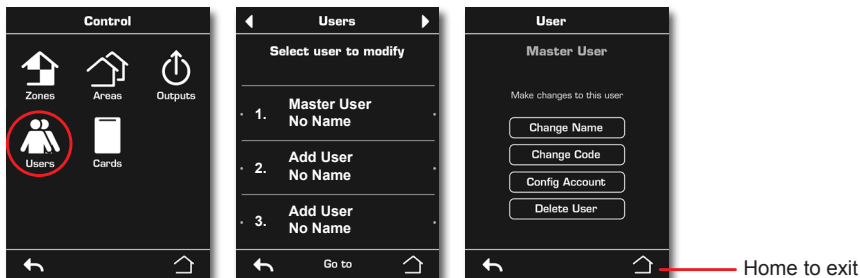 Control
Zones
Areas
Outputs
Users
Cards
Users
Select user to modify
1. Master User
No Name
2. Add User
No Name
3. Add User
No Name
Go to
User
Master User
Make changes to this user
Change Name
Change Code
Config Account
Delete User
Home to exit